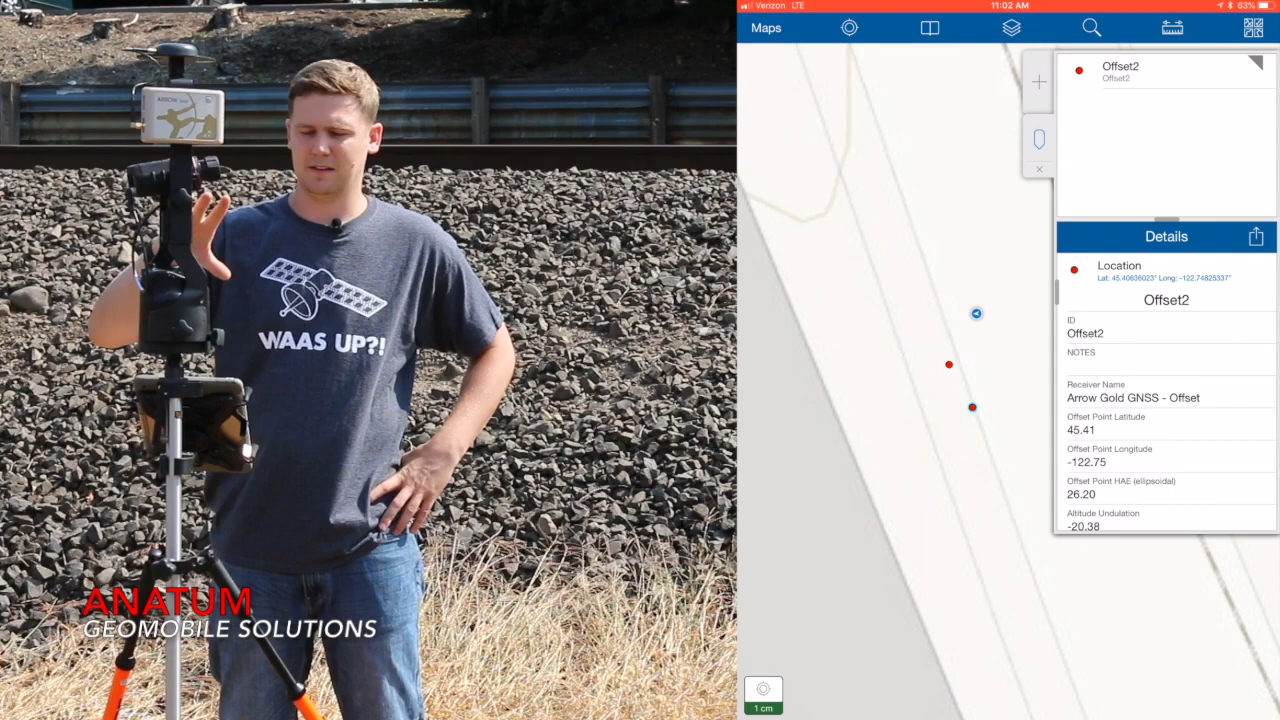 ARROW
WAAS UP?!
ANATUM
GEOMOBILE SOLUTIONS
Verizon LTE
11:02 AM
63%
Maps
Offset2
Offset2
Details
Location
Lat: 45.40636023° Long: -122.74825337°
Offset2
ID
Offset2
NOTES
Receiver Name
Arrow Gold GNSS - Offset
Offset Point Latitude
45.41
Offset Point Longitude
-122.75
Offset Point HAE (ellipsoidal)
26.20
Altitude Undulation
-20.38
1 cm